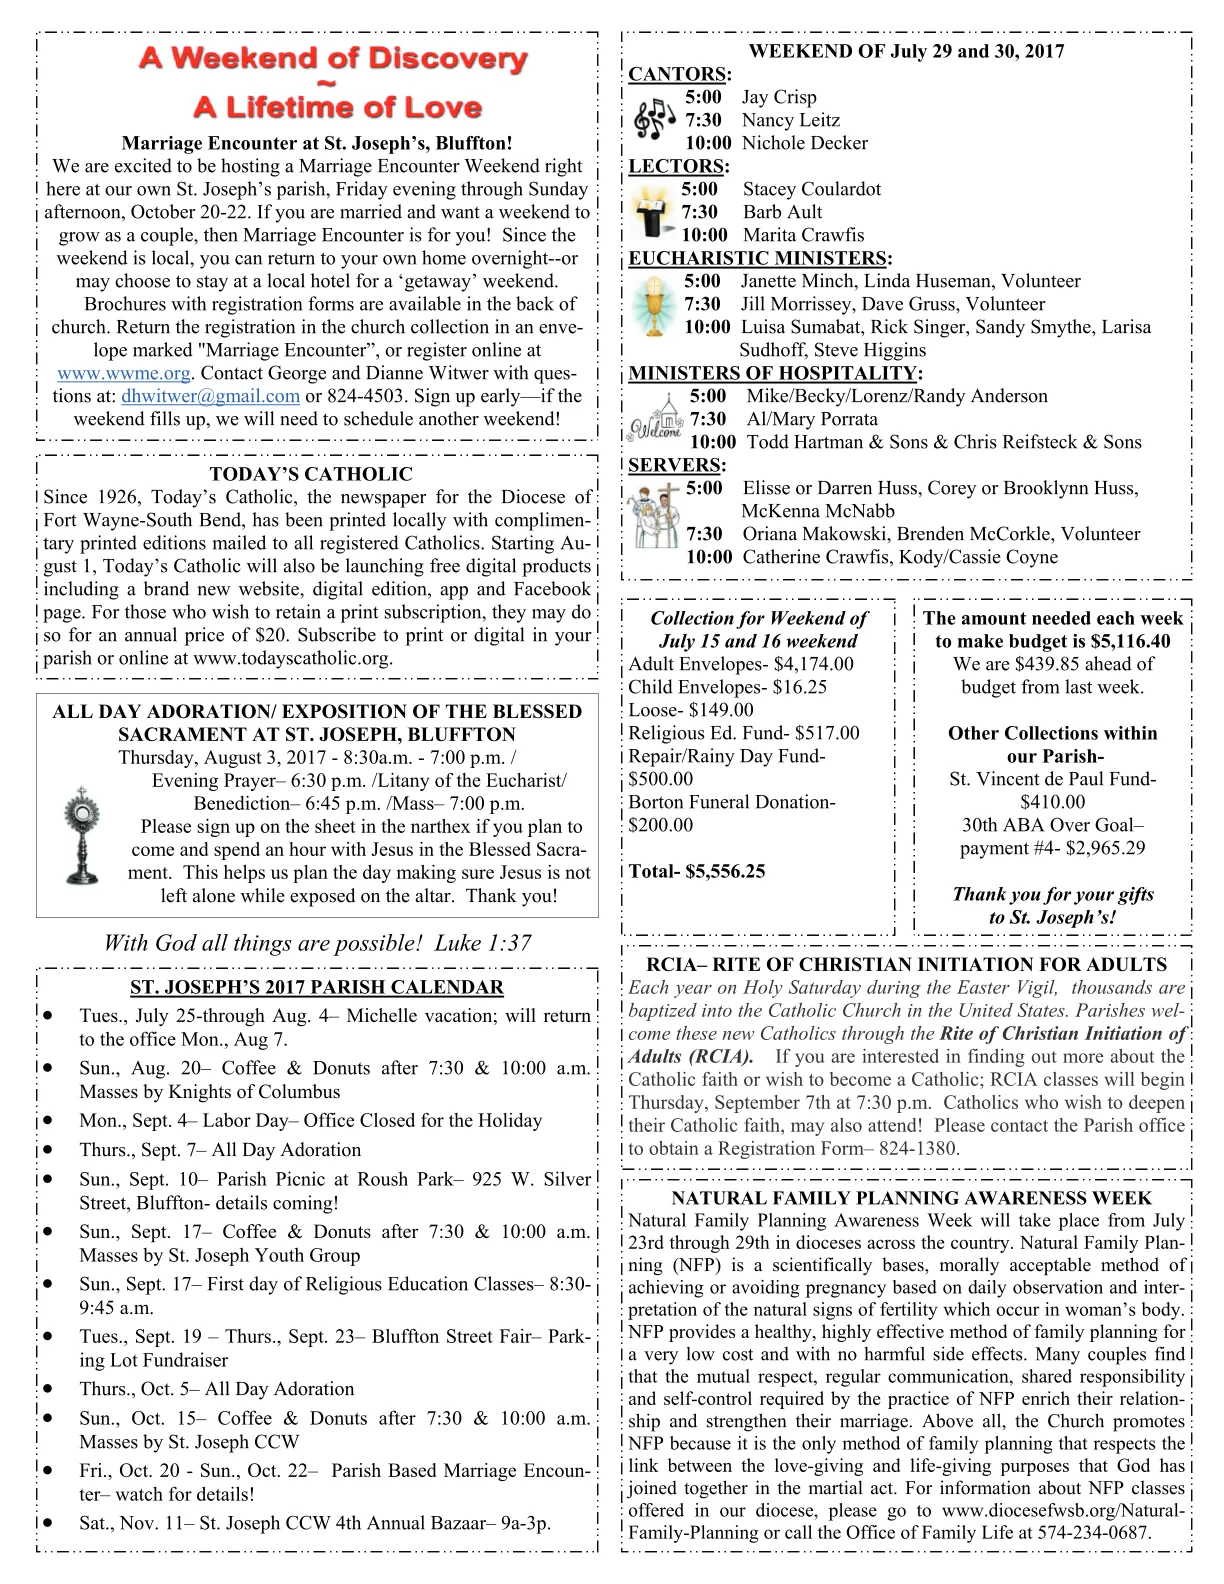 A Weekend of Discovery
~
A Lifetime of Love
Marriage Encounter at St. Joseph’s, Bluffton!
We are excited to be hosting a Marriage Encounter Weekend right
here at our own St. Joseph’s parish, Friday evening through Sunday
afternoon, October 20-22. If you are married and want a weekend to
grow as a couple, then Marriage Encounter is for you!  Since the
weekend is local, you can return to your own home overnight--or
may choose to stay at a local hotel for a ‘getaway’ weekend.
Brochures with registration forms are available in the back of
church. Return the registration in the church collection in an enve-
lope marked "Marriage Encounter”, or register online at
www.wwme.org. Contact George and Dianne Witwer with ques-
tions at: dhwitwer@gmail.com or 824-4503. Sign up early—if the
weekend fills up, we will need to schedule another weekend!
TODAY’S CATHOLIC
Since 1926, Today’s Catholic, the newspaper for the Diocese of
Fort Wayne-South Bend, has been printed locally with complimen-
tary printed editions mailed to all registered Catholics. Starting Au-
gust 1, Today’s Catholic will also be launching free digital products
including a brand new website, digital edition, app and Facebook
page. For those who wish to retain a print subscription, they may do
so for an annual price of $20. Subscribe to print or digital in your
parish or online at www.todayscatholic.org.
ALL DAY ADORATION/ EXPOSITION OF THE BLESSED
SACRAMENT AT ST. JOSEPH, BLUFFTON
Thursday, August 3, 2017 - 8:30a.m. - 7:00 p.m. /
Evening Prayer– 6:30 p.m. /Litany of the Eucharist/
Benediction– 6:45 p.m. /Mass– 7:00 p.m.
Please sign up on the sheet in the narthex if you plan to
come and spend an hour with Jesus in the Blessed Sacra-
ment.  This helps us plan the day making sure Jesus is not
left alone while exposed on the altar.  Thank you!
With God all things are possible!  Luke 1:37
ST. JOSEPH’S 2017 PARISH CALENDAR
• Tues., July 25-through Aug. 4– Michelle vacation; will return
to the office Mon., Aug 7.
• Sun., Aug. 20– Coffee & Donuts after 7:30 & 10:00 a.m.
Masses by Knights of Columbus
• Mon., Sept. 4– Labor Day– Office Closed for the Holiday
• Thurs., Sept. 7– All Day Adoration
• Sun., Sept. 10– Parish Picnic at Roush Park– 925 W. Silver
Street, Bluffton- details coming!
• Sun., Sept. 17– Coffee & Donuts after 7:30 & 10:00 a.m.
Masses by St. Joseph Youth Group
• Sun., Sept. 17– First day of Religious Education Classes– 8:30-
9:45 a.m.
• Tues., Sept. 19 – Thurs., Sept. 23– Bluffton Street Fair– Park-
ing Lot Fundraiser
• Thurs., Oct. 5– All Day Adoration
• Sun., Oct. 15– Coffee & Donuts after 7:30 & 10:00 a.m.
Masses by St. Joseph CCW
• Fri., Oct. 20 - Sun., Oct. 22–  Parish Based Marriage Encoun-
ter– watch for details!
• Sat., Nov. 11– St. Joseph CCW 4th Annual Bazaar– 9a-3p.
WEEKEND OF July 29 and 30, 2017
CANTORS:
5:00 Jay Crisp
7:30 Nancy Leitz
10:00 Nichole Decker
LECTORS:
5:00 Stacey Coulardot
7:30 Barb Ault
10:00 Marita Crawfis
EUCHARISTIC MINISTERS:
5:00 Janette Minch, Linda Huseman, Volunteer
7:30 Jill Morrissey, Dave Gruss, Volunteer
10:00 Luisa Sumabat, Rick Singer, Sandy Smythe, Larisa
Sudhoff, Steve Higgins
MINISTERS OF HOSPITALITY:
5:00 Mike/Becky/Lorenz/Randy Anderson
Welcome 7:30 Al/Mary Porrata
10:00 Todd Hartman & Sons & Chris Reifsteck & Sons
SERVERS:
5:00 Elisse or Darren Huss, Corey or Brooklynn Huss,
McKenna McNabb
7:30 Oriana Makowski, Brenden McCorkle, Volunteer
10:00 Catherine Crawfis, Kody/Cassie Coyne
Collection for Weekend of
July 15 and 16 weekend
Adult Envelopes- $4,174.00
Child Envelopes- $16.25
Loose- $149.00
Religious Ed. Fund- $517.00
Repair/Rainy Day Fund-
$500.00
Borton Funeral Donation-
$200.00
Total- $5,556.25
The amount needed each week
to make budget is $5,116.40
We are $439.85 ahead of
budget from last week.
Other Collections within
our Parish-
St. Vincent de Paul Fund-
$410.00
30th ABA Over Goal–
payment #4- $2,965.29
Thank you for your gifts
to St. Joseph’s!
RCIA– RITE OF CHRISTIAN INITIATION FOR ADULTS
Each year on Holy Saturday during the Easter Vigil,  thousands are
baptized into the Catholic Church in the United States. Parishes wel-
come these new Catholics through the Rite of Christian Initiation of
Adults (RCIA).  If you are interested in finding out more about the
Catholic faith or wish to become a Catholic; RCIA classes will begin
Thursday, September 7th at 7:30 p.m.  Catholics who wish to deepen
their Catholic faith, may also attend!  Please contact the Parish office
to obtain a Registration Form– 824-1380.
NATURAL FAMILY PLANNING AWARENESS WEEK
Natural Family Planning Awareness Week will take place from July
23rd through 29th in dioceses across the country. Natural Family Plan-
ning (NFP) is a scientifically bases, morally acceptable method of
achieving or avoiding pregnancy based on daily observation and inter-
pretation of the natural signs of fertility which occur in woman’s body.
NFP provides a healthy, highly effective method of family planning for
a very low cost and with no harmful side effects. Many couples find
that the mutual respect, regular communication, shared responsibility
and self-control required by the practice of NFP enrich their relation-
ship and strengthen their marriage. Above all, the Church promotes
NFP because it is the only method of family planning that respects the
link between the love-giving and life-giving purposes that God has
joined together in the martial act. For information about NFP classes
offered in our diocese, please go to www.diocesefwsb.org/Natural-
Family-Planning or call the Office of Family Life at 574-234-0687.